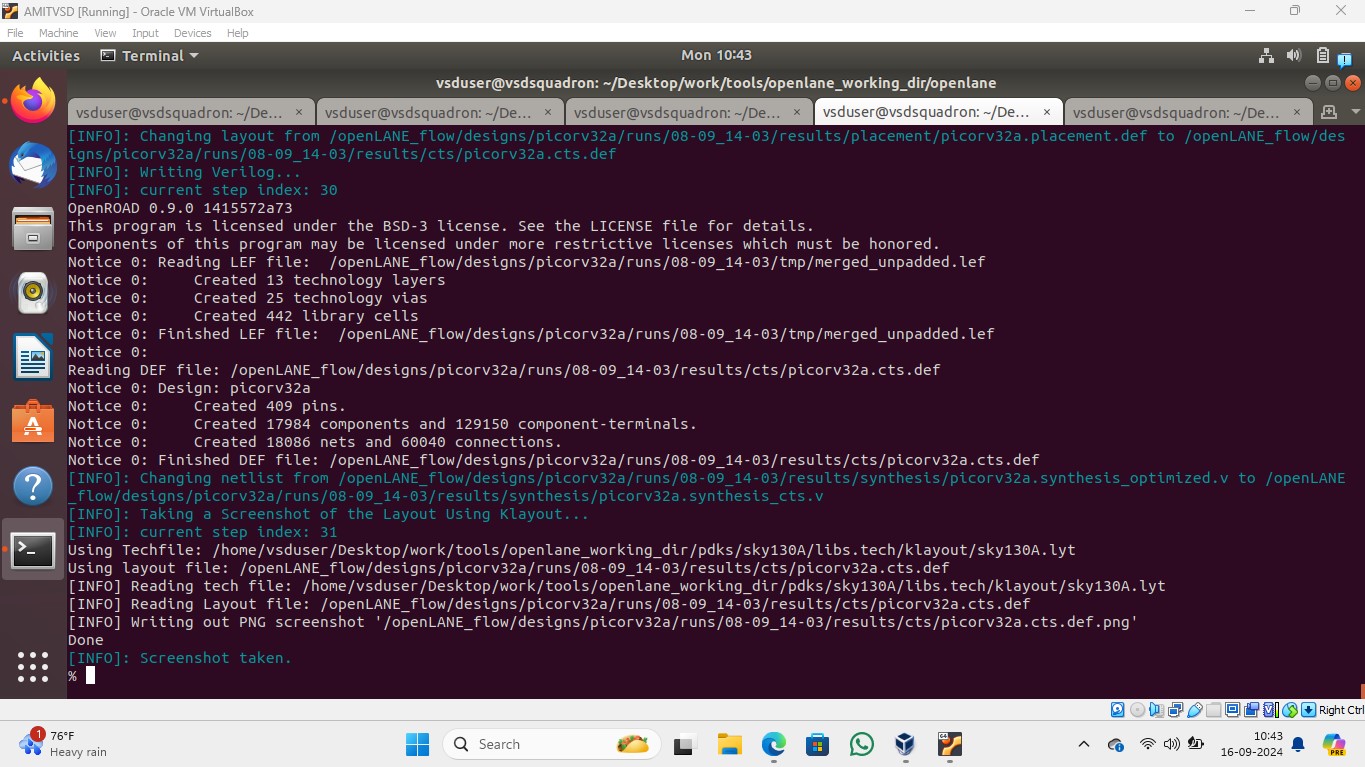 AMITVSD [Running] - Oracle VM VirtualBox
File Machine View Input Devices Help
Activities Terminal Mon 10:43
vsduser@vsdsquadron: ~/Desktop/work/tools/openlane_working_dir/openlane
vsduser@vsdsquadron: ~/De... × vsduser@vsdsquadron: ~/De... × vsduser@vsdsquadron: ~/De... × vsduser@vsdsquadron: ~/De... × vsduser@vsdsquadron: ~/De... ×
[INFO]: Changing layout from /openLANE_flow/designs/picorv32a/runs/08-09_14-03/results/placement/picorv32a.placement.def to /openLANE_flow/des
igns/picorv32a/runs/08-09_14-03/results/cts/picorv32a.cts.def
[INFO]: Writing Verilog...
[INFO]: current step index: 30
OpenROAD 0.9.0 1415572a73
This program is licensed under the BSD-3 license. See the LICENSE file for details.
Components of this program may be licensed under more restrictive licenses which must be honored.
Notice 0: Reading LEF file:  /openLANE_flow/designs/picorv32a/runs/08-09_14-03/tmp/merged_unpadded.lef
Notice 0:     Created 13 technology layers
Notice 0:     Created 25 technology vias
Notice 0:     Created 442 library cells
Notice 0: Finished LEF file:  /openLANE_flow/designs/picorv32a/runs/08-09_14-03/tmp/merged_unpadded.lef
Notice 0:
Reading DEF file: /openLANE_flow/designs/picorv32a/runs/08-09_14-03/results/cts/picorv32a.cts.def
Notice 0: Design: picorv32a
Notice 0:     Created 409 pins.
Notice 0:     Created 17984 components and 129150 component-terminals.
Notice 0:     Created 18086 nets and 60040 connections.
Notice 0: Finished DEF file: /openLANE_flow/designs/picorv32a/runs/08-09_14-03/results/cts/picorv32a.cts.def
[INFO]: Changing netlist from /openLANE_flow/designs/picorv32a/runs/08-09_14-03/results/synthesis/picorv32a.synthesis_optimized.v to /openLANE
_flow/designs/picorv32a/runs/08-09_14-03/results/synthesis/picorv32a.synthesis_cts.v
[INFO]: Taking a Screenshot of the Layout Using Klayout...
[INFO]: current step index: 31
Using Techfile: /home/vsduser/Desktop/work/tools/openlane_working_dir/pdks/sky130A/libs.tech/klayout/sky130A.lyt
Using layout file: /openLANE_flow/designs/picorv32a/runs/08-09_14-03/results/cts/picorv32a.cts.def
[INFO] Reading tech file: /home/vsduser/Desktop/work/tools/openlane_working_dir/pdks/sky130A/libs.tech/klayout/sky130A.lyt
[INFO] Reading Layout file: /openLANE_flow/designs/picorv32a/runs/08-09_14-03/results/cts/picorv32a.cts.def
[INFO] Writing out PNG screenshot '/openLANE_flow/designs/picorv32a/runs/08-09_14-03/results/cts/picorv32a.cts.def.png'
Done
[INFO]: Screenshot taken.
%
Right Ctrl
1 76°F
Heavy rain
Search
10:43
16-09-2024
PRE